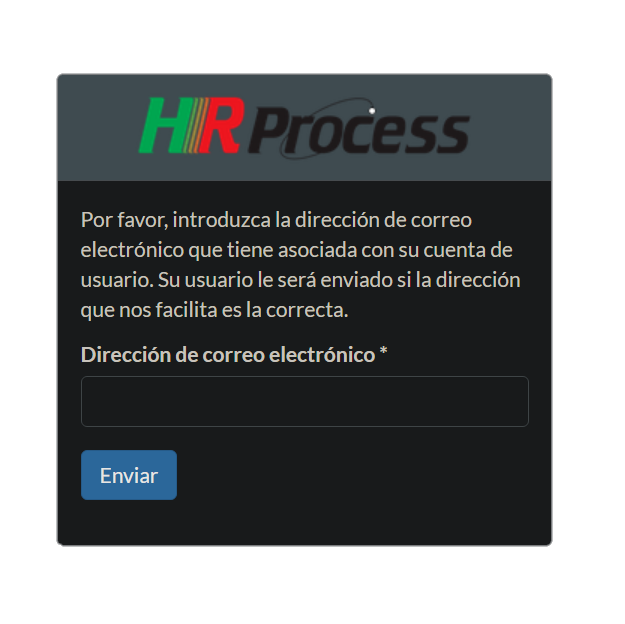 HR Process
Por favor, introduzca la dirección de correo
electrónico que tiene asociada con su cuenta de
usuario. Su usuario le será enviado si la dirección
que nos facilita es la correcta.
Dirección de correo electrónico *
Enviar